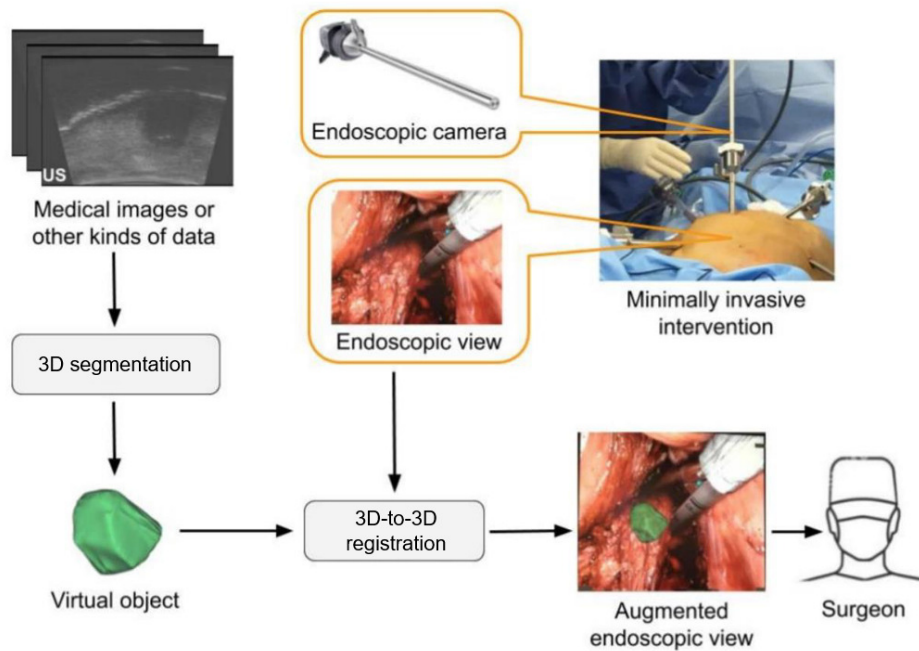 US
Medical images or
other kinds of data
Endoscopic camera
Endoscopic view
Minimally invasive
intervention
3D segmentation
Virtual object
3D-to-3D
registration
Augmented
endoscopic view
Surgeon